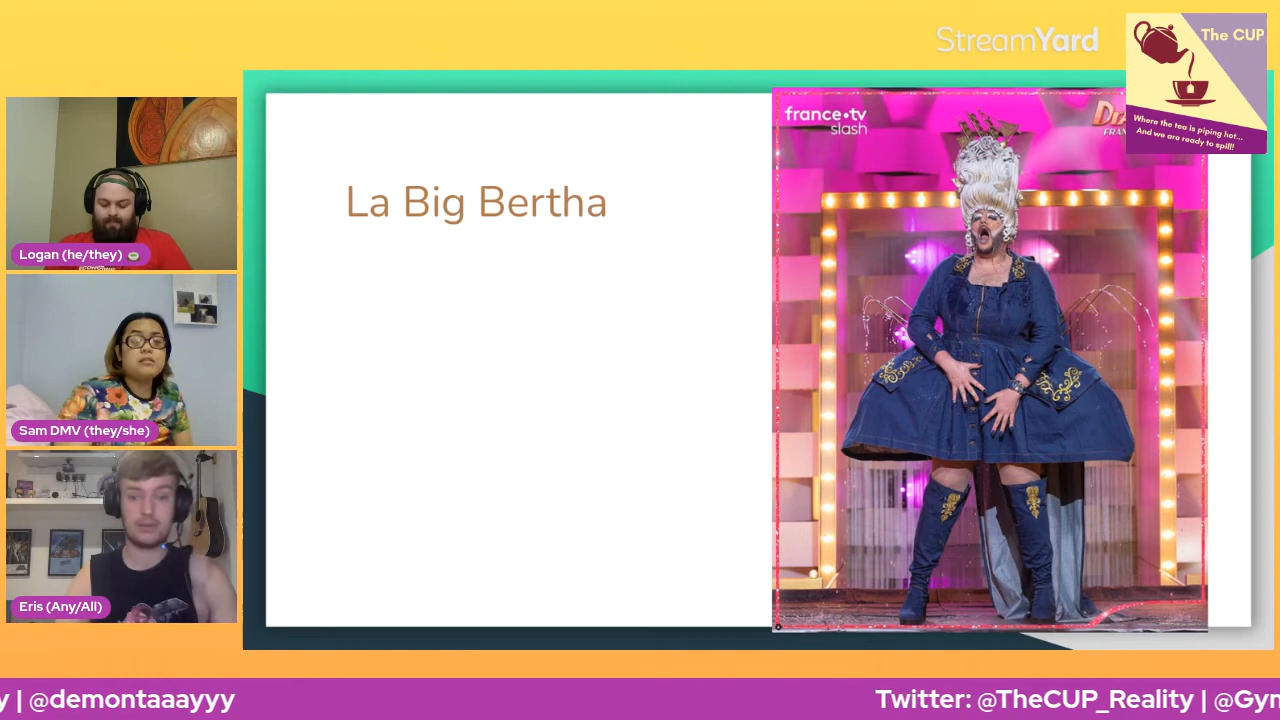 StreamYard
The CUP
Where the tea is piping hot...
And we are ready to spill!
Logan (he/they) 🍵
Sam DMV (they/she)
Eris (Any/All)
La Big Bertha
france•tv
slash
y | @demontaaayyy
Twitter: @TheCUP_Reality | @Gyn